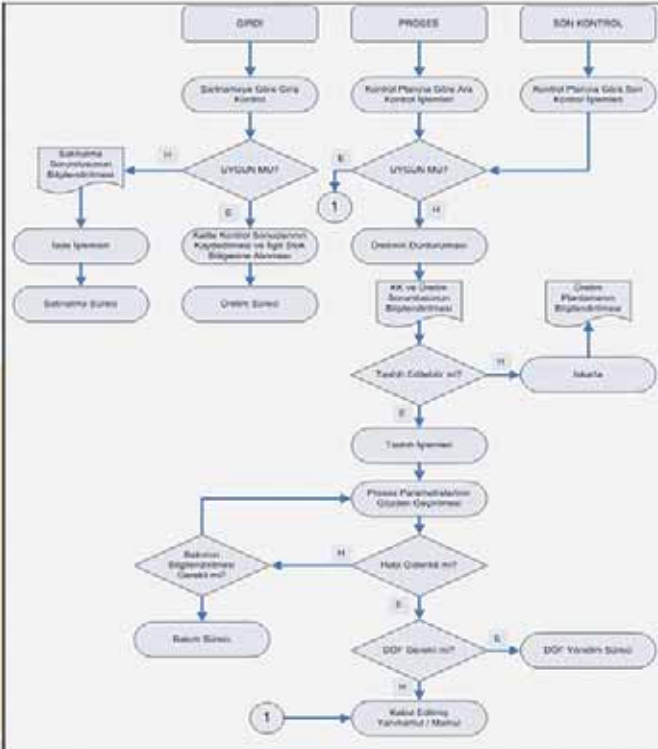 GİRDİ
PROSES
SON KONTROL
Şartnameye Göre Giriş
Kontrol
Kontrol Planına Göre Ara
Kontrol İşlemleri
Kontrol Planına Göre Son
Kontrol İşlemleri
Satınalma
Sorumlusunun
Bilgilendirilmesi
H
UYGUN MU?
E
UYGUN MU?
1
E
H
İade İşlemleri
Kalite Kontrol Sonuçlarının
Kaydedilmesi ve İlgili Stok
Bölgesine Alınması
Üretimin Durdurulması
Satınalma Süreci
Üretim Süreci
KK ve Üretim
Sorumlusunun
Bilgilendirilmesi
Üretim
Planlamanın
Bilgilendirilmesi
Tashih Edilebilir mi?
H
Iskarta
E
Tashih İşlemleri
Proses Parametrelerinin
Gözden Geçirilmesi
Bakımın
Bilgilendirilmesi
Gerekli mi?
H
Hata Giderildi mi?
E
Bakım Süreci
DÖF Gerekli mi?
E
DÖF Yönetim Süreci
H
1
Kabul Edilmiş
Yarımamul / Mamul